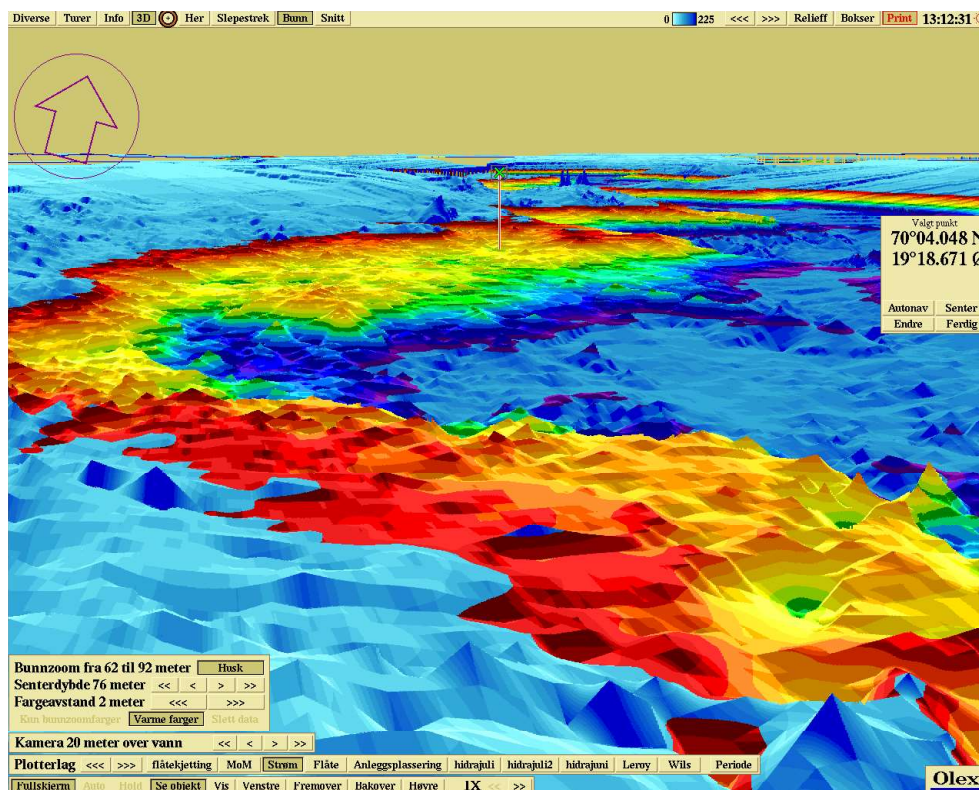 Diverse Turer Info 3D Her Slepestrek Bunn Snitt 0 225 <<< >>> Relieff Bokser Print 13:12:31
Valgt punkt
70°04.048 N
19°18.671 Ø
Autonav Senter
Endre Ferdig
Bunnzoom fra 62 til 92 meter Husk
Senterdybde 76 meter << < > >>
Fargeavstand 2 meter <<< >>>
Kun bunnzoomfarger Varme farger Slett data
Kamera 20 meter over vann << < > >>
Plotterlag <<< >>> flåtekjetting MoM Strøm Flåte Anleggsplassering hidrajuli hidrajuli2 hidrajuni Leroy Wils Periode
Fullskjerm Auto Hold Se objekt Vis Venstre Fremover Bakover Høyre 1X << >>
Olex